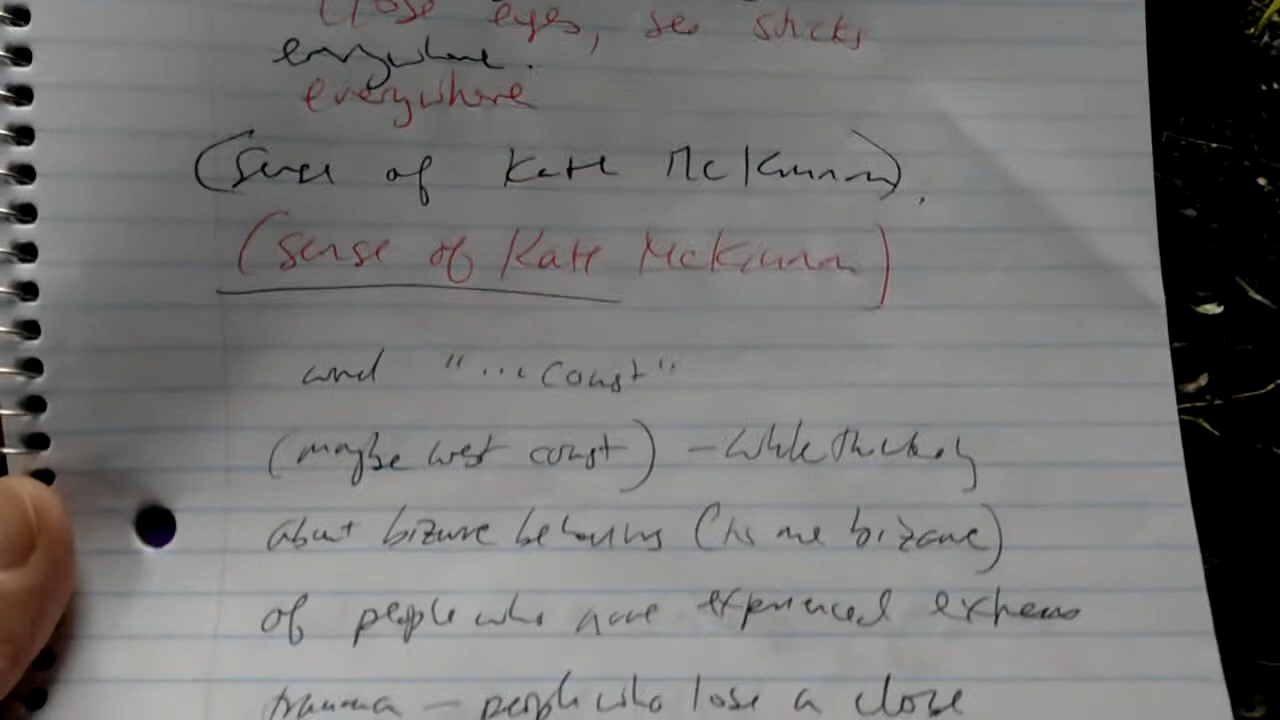 close eyes, see sticks
everywhere.
everywhere
(sense of Kate McKinnon).
(sense of Kate McKinnon)
and "... coast"
(maybe west coast) – while thinking
about bizarre behaviours (to me bizarre)
of people who have experienced extreme
trauma – people who lose a close